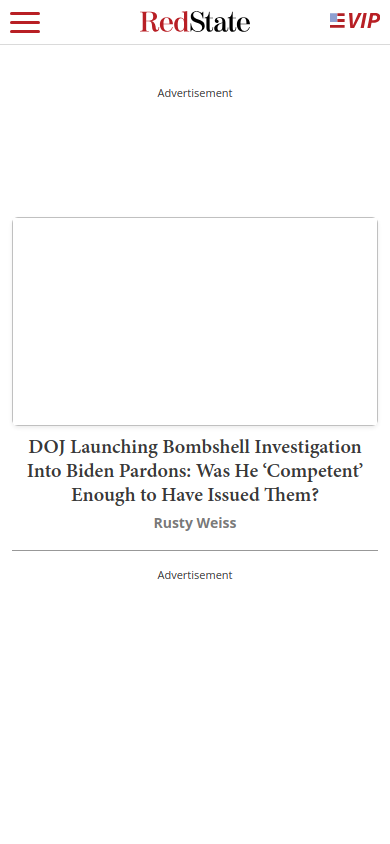 RedState
VIP
Advertisement
DOJ Launching Bombshell Investigation
Into Biden Pardons: Was He ‘Competent’
Enough to Have Issued Them?
Rusty Weiss
Advertisement